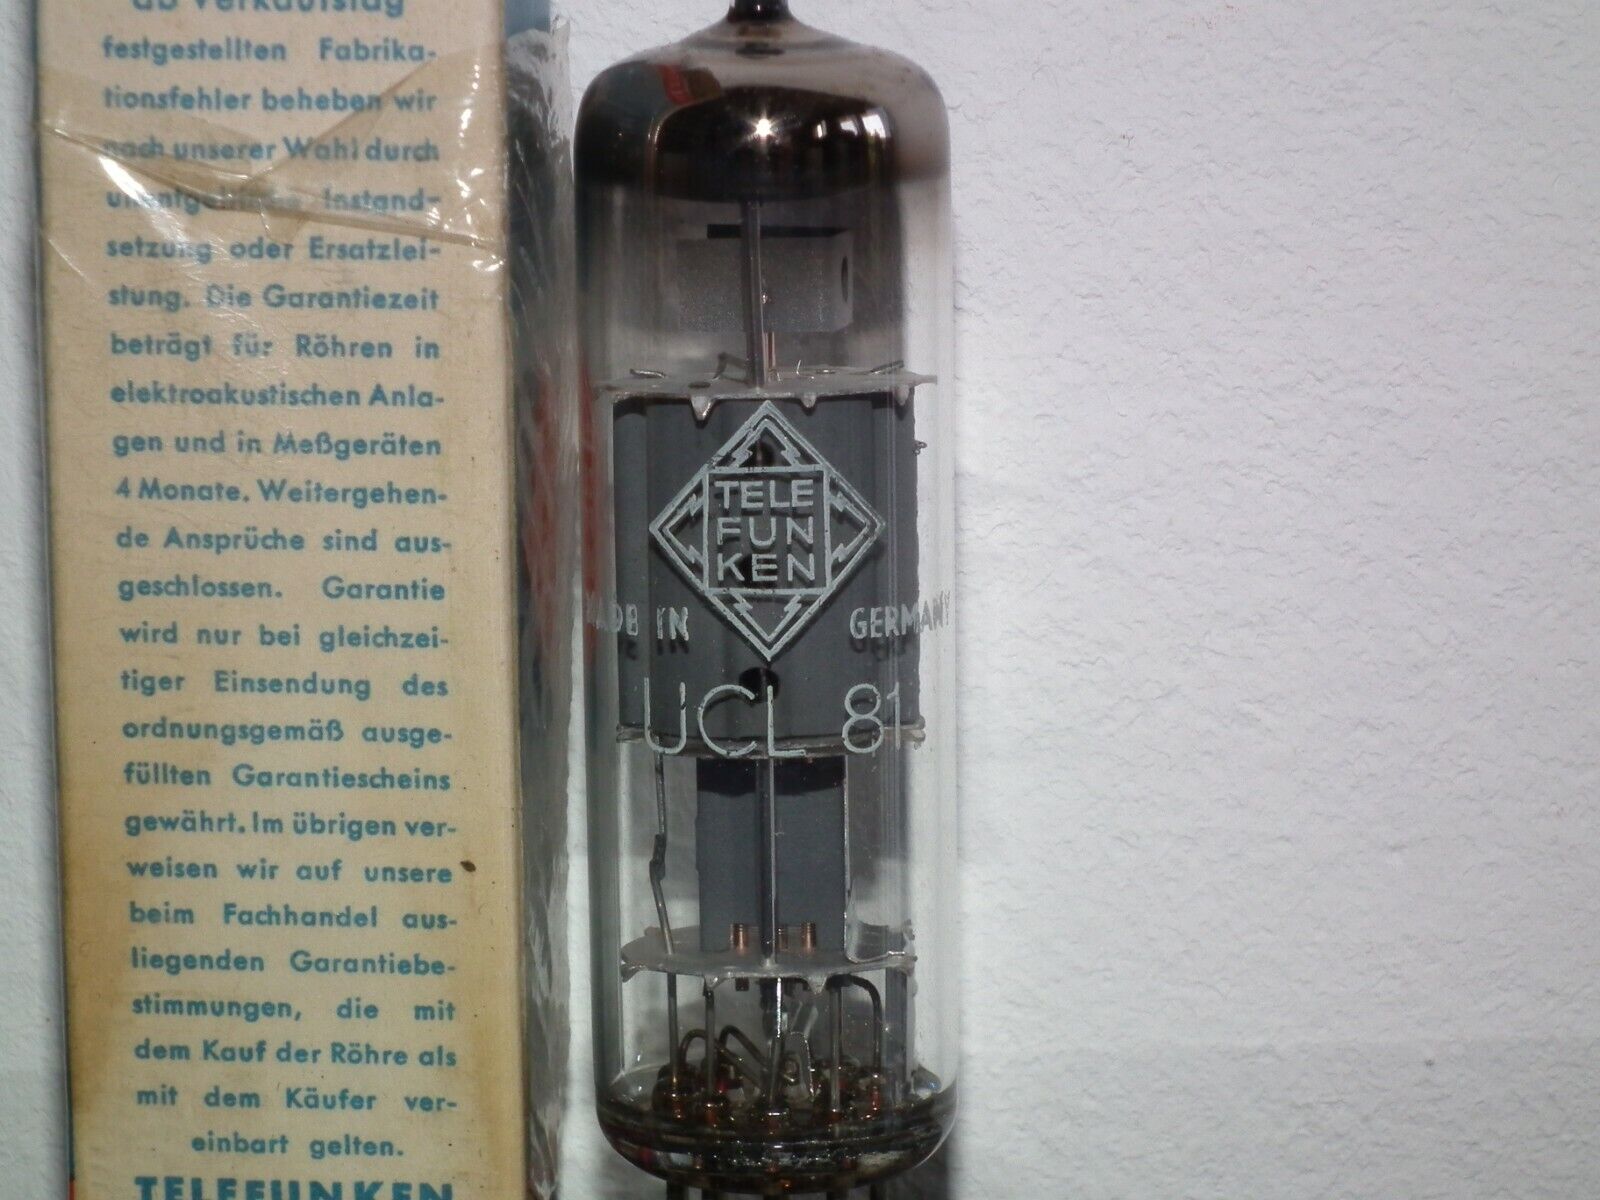 ab Verkaufstag
festgestellten Fabrika-
tionsfehler beheben wir
nach unserer Wahl durch
unentgeltliche Instand-
setzung oder Ersatzlei-
stung. Die Garantiezeit
beträgt für Röhren in
elektroakustischen Anla-
gen und in Meßgeräten
4 Monate. Weitergehen-
de Ansprüche sind aus-
geschlossen. Garantie
wird nur bei gleichzei-
tiger Einsendung des
ordnungsgemäß ausge-
füllten Garantiescheins
gewährt. Im übrigen ver-
weisen wir auf unsere
beim Fachhandel aus-
liegenden Garantiebe-
stimmungen, die mit
dem Kauf der Röhre als
mit dem Käufer ver-
einbart gelten.
TELEFUNKEN
TELE
FUN
KEN
MADE IN GERMANY
UCL 81